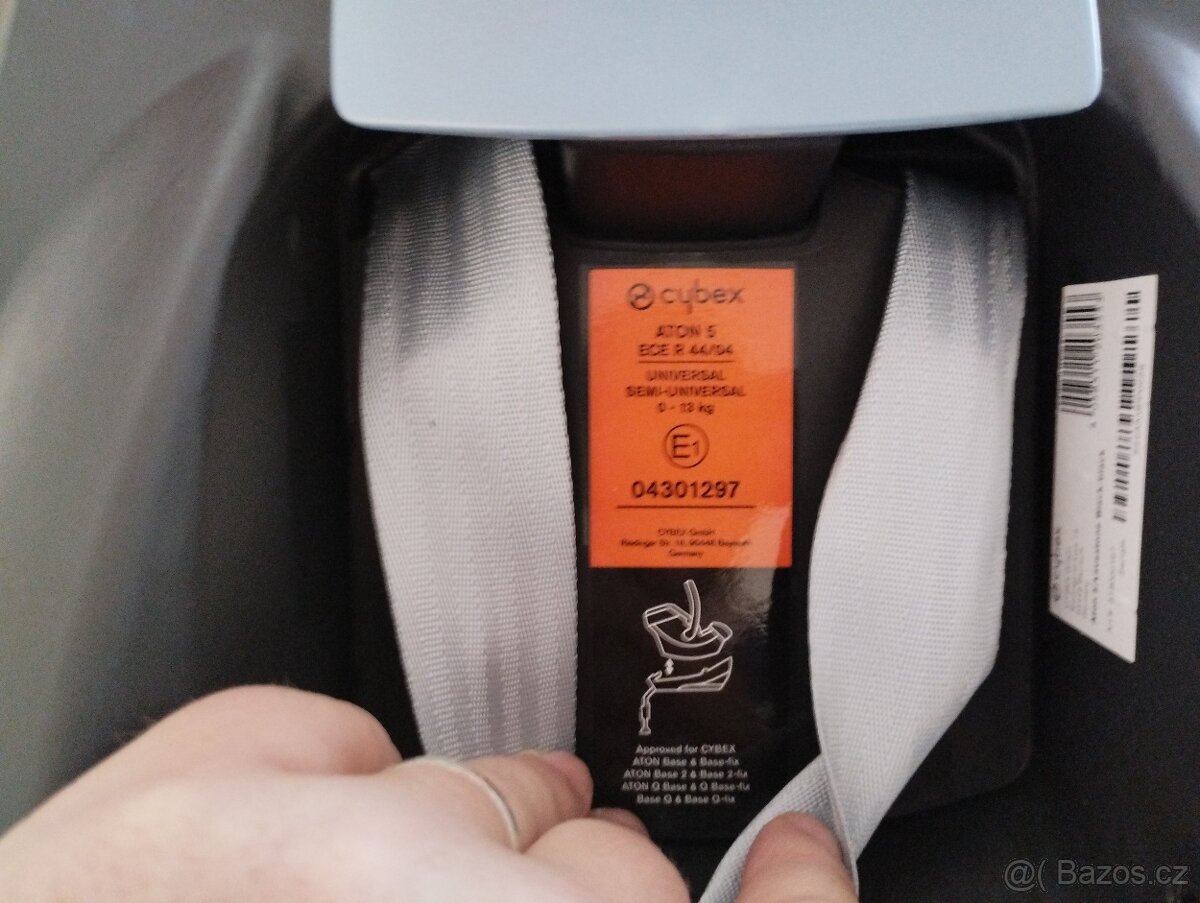 cybex
ATON 5
ECE R 44/04
UNIVERSAL
SEMI-UNIVERSAL
0 - 13 kg
E1
04301297
CYBEX GmbH
Germany
Approved for CYBEX
ATON Base & Base-fix
ATON Base 2 & Base 2-fix
ATON Q Base & Q Base-fix
Base Q & Base Q-fix
cybex
@( Bazos.cz